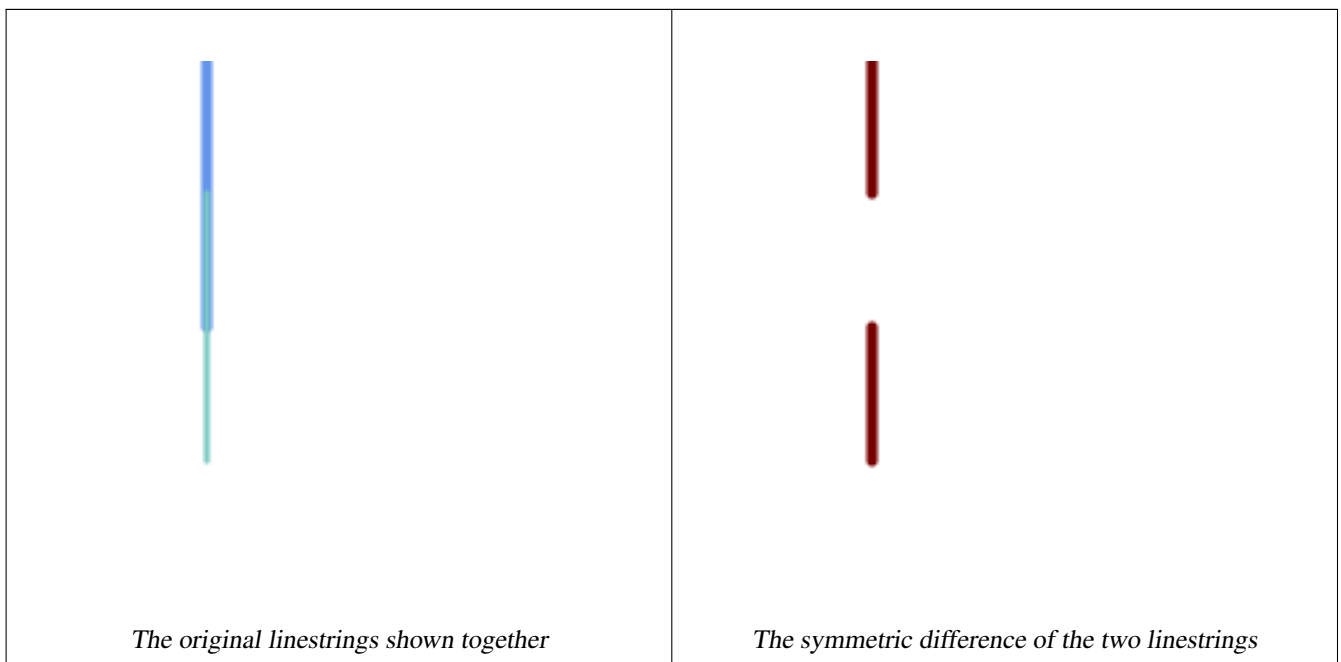 The original linestrings shown together
The symmetric difference of the two linestrings